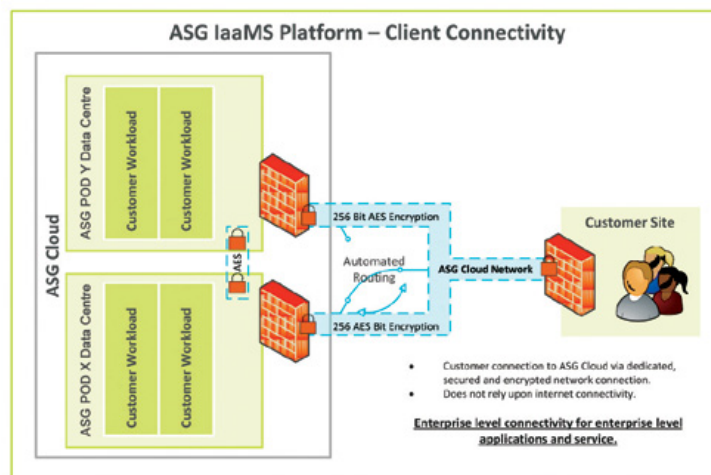 ASG IaaMS Platform – Client Connectivity
ASG Cloud
ASG POD Y Data Centre
Customer Workload
Customer Workload
AES
ASG POD X Data Centre
Customer Workload
Customer Workload
256 Bit AES Encryption
Automated
Routing
256 AES Bit Encryption
ASG Cloud Network
Customer Site
• Customer connection to ASG Cloud via dedicated,
secured and encrypted network connection.
• Does not rely upon internet connectivity.
Enterprise level connectivity for enterprise level
applications and service.